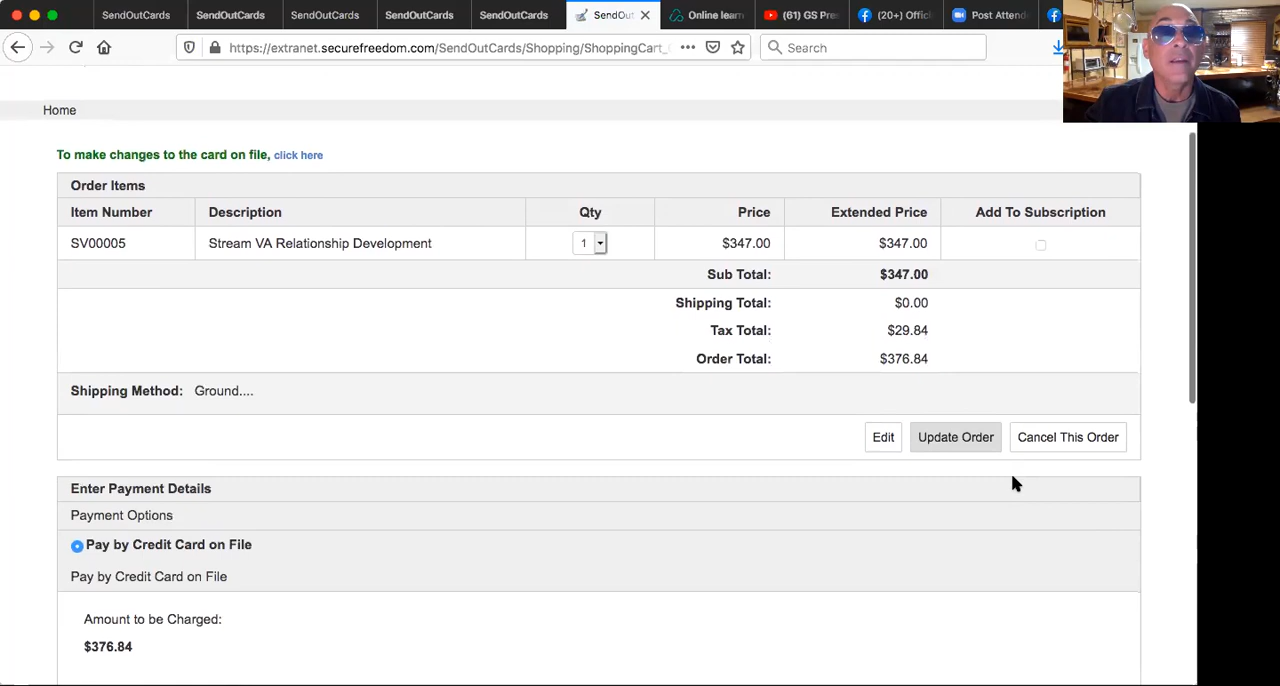 SendOutCards SendOutCards SendOutCards SendOutCards SendOutCards SendOut Online learn (61) GS Pres (20+) Offici Post Attend
https://extranet.securefreedom.com/SendOutCards/Shopping/ShoppingCart_ Search
Home
To make changes to the card on file, click here
Order Items
Item Number Description Qty Price Extended Price Add To Subscription
SV00005 Stream VA Relationship Development 1 $347.00 $347.00
Sub Total: $347.00
Shipping Total: $0.00
Tax Total: $29.84
Order Total: $376.84
Shipping Method: Ground....
Edit Update Order Cancel This Order
Enter Payment Details
Payment Options
Pay by Credit Card on File
Pay by Credit Card on File
Amount to be Charged:
$376.84